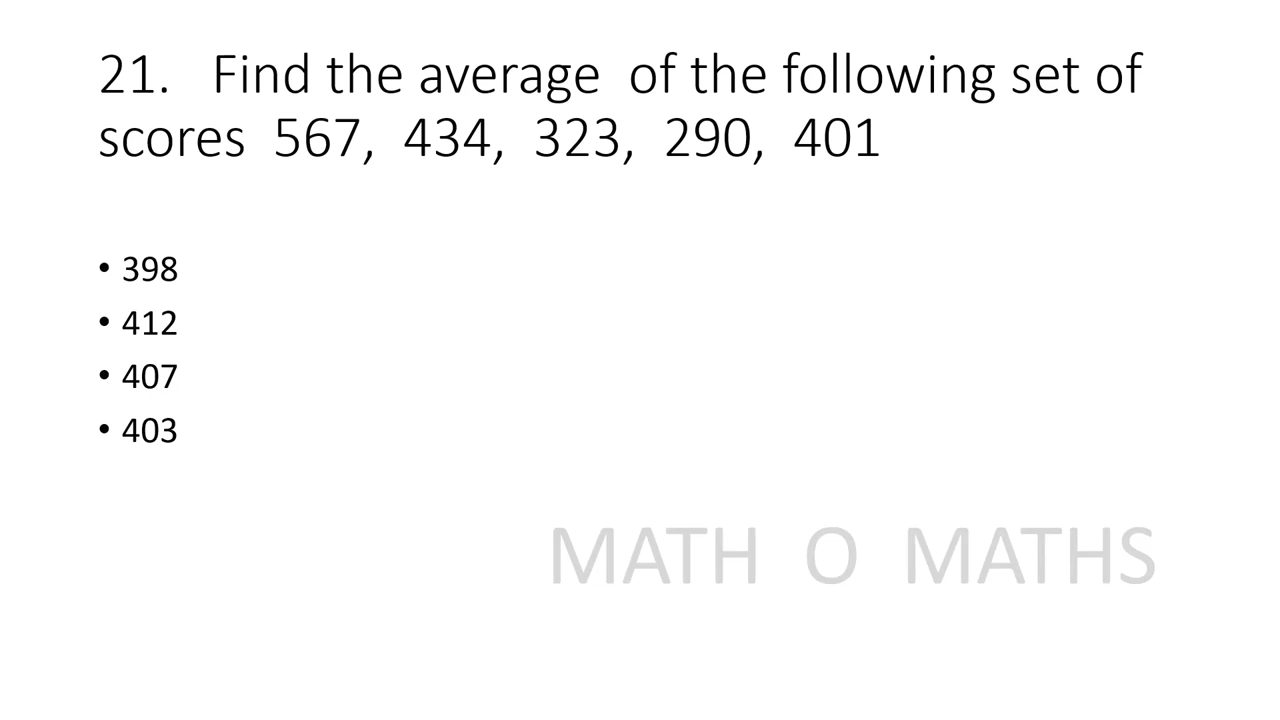 21. Find the average of the following set of
scores 567, 434, 323, 290, 401
• 398
• 412
• 407
• 403
MATH O MATHS